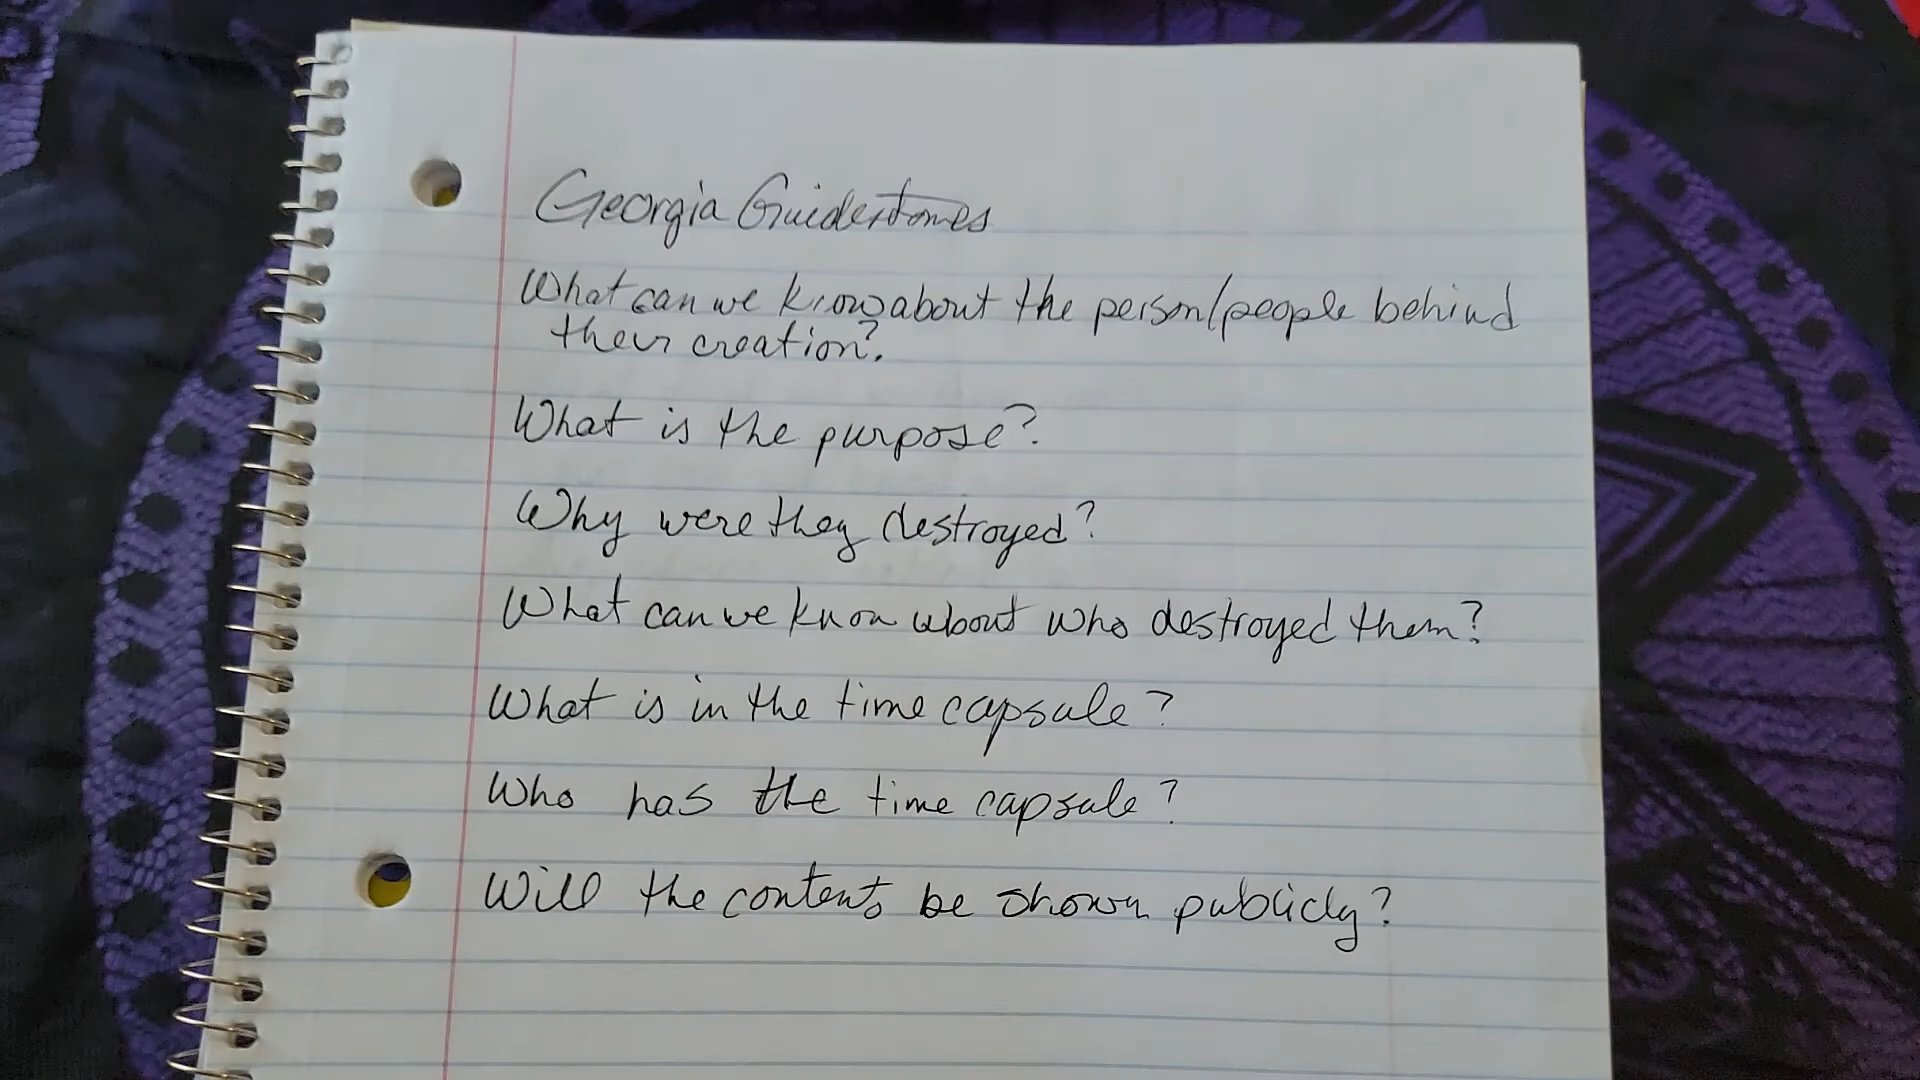 Georgia Guidestones
What can we know about the person/people behind
their creation?
What is the purpose?
Why were they destroyed?
What can we know about who destroyed them?
What is in the time capsule?
Who has the time capsule?
Will the contents be shown publicly?